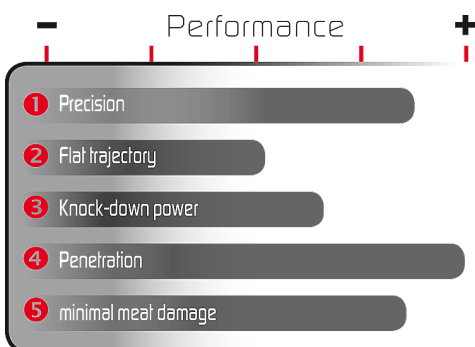 - Performance +
1 Precision
2 Flat trajectory
3 Knock-down power
4 Penetration
5 minimal meat damage